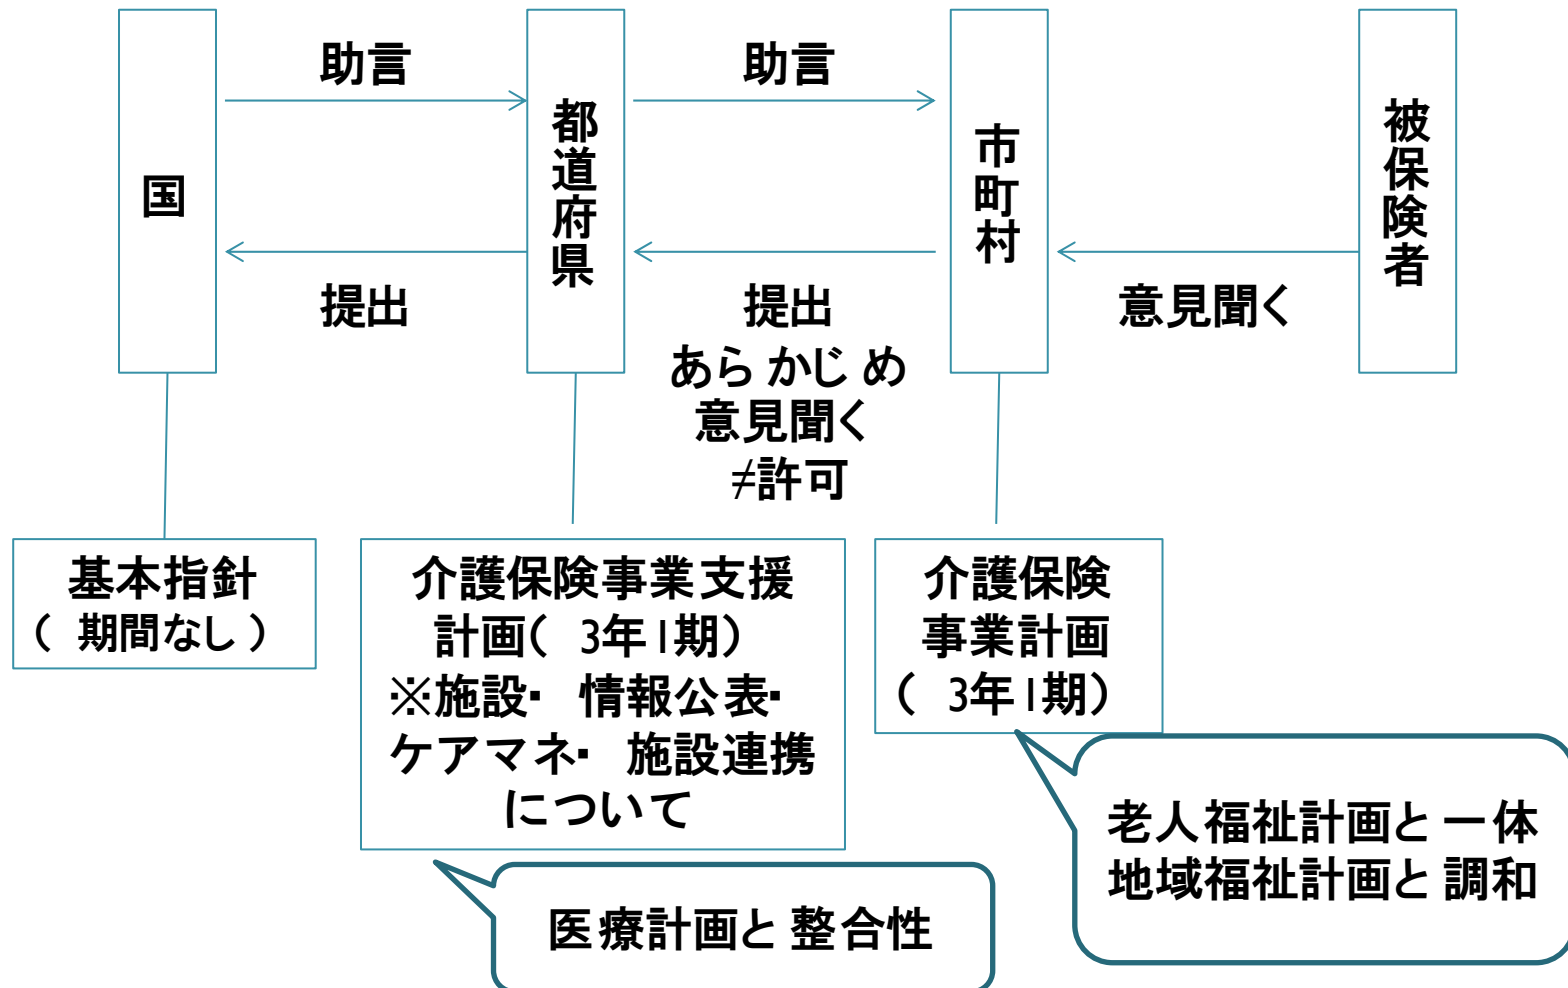 国
助言
提出
都道府県
助言
提出
あらかじめ
意見聞く
≠許可
市町村
意見聞く
被保険者
基本指針
（期間なし）
介護保険事業支援
計画（3年1期）
※施設・情報公表・
ケアマネ・施設連携
について
介護保険
事業計画
（3年1期）
医療計画と整合性
老人福祉計画と一体
地域福祉計画と調和